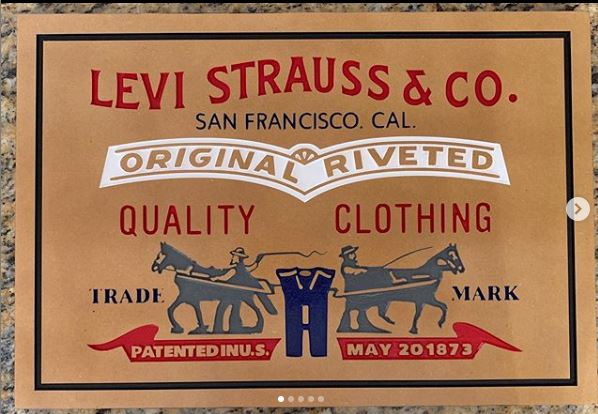 LEVI STRAUSS & CO.
SAN FRANCISCO. CAL.
ORIGINAL RIVETED
QUALITY CLOTHING
TRADE MARK
PATENTED IN U.S. MAY 20 1873